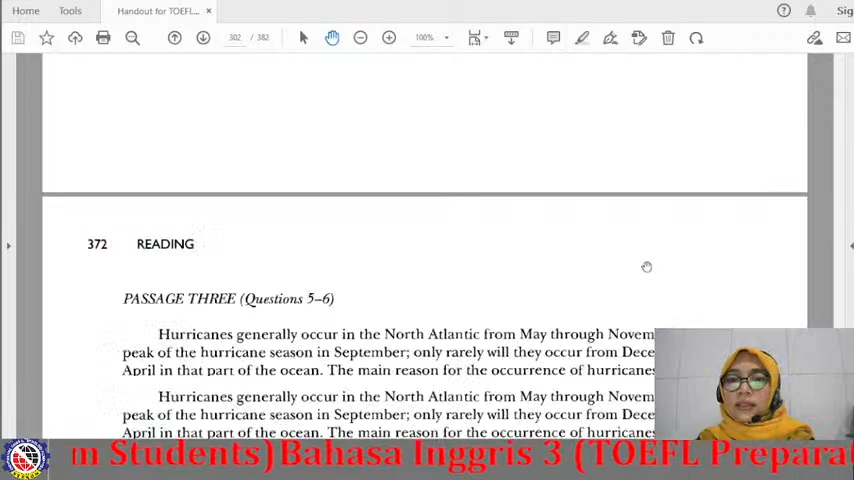 Home Tools Handout for TOEFL... × Sig
302 / 382 100%
372 READING
PASSAGE THREE (Questions 5–6)
Hurricanes generally occur in the North Atlantic from May through Novem
peak of the hurricane season in September; only rarely will they occur from Dece
April in that part of the ocean. The main reason for the occurrence of hurricanes
Hurricanes generally occur in the North Atlantic from May through Novem
peak of the hurricane season in September; only rarely will they occur from Dece
April in that part of the ocean. The main reason for the occurrence of hurricanes
m Students) Bahasa Inggris 3 (TOEFL Preparat